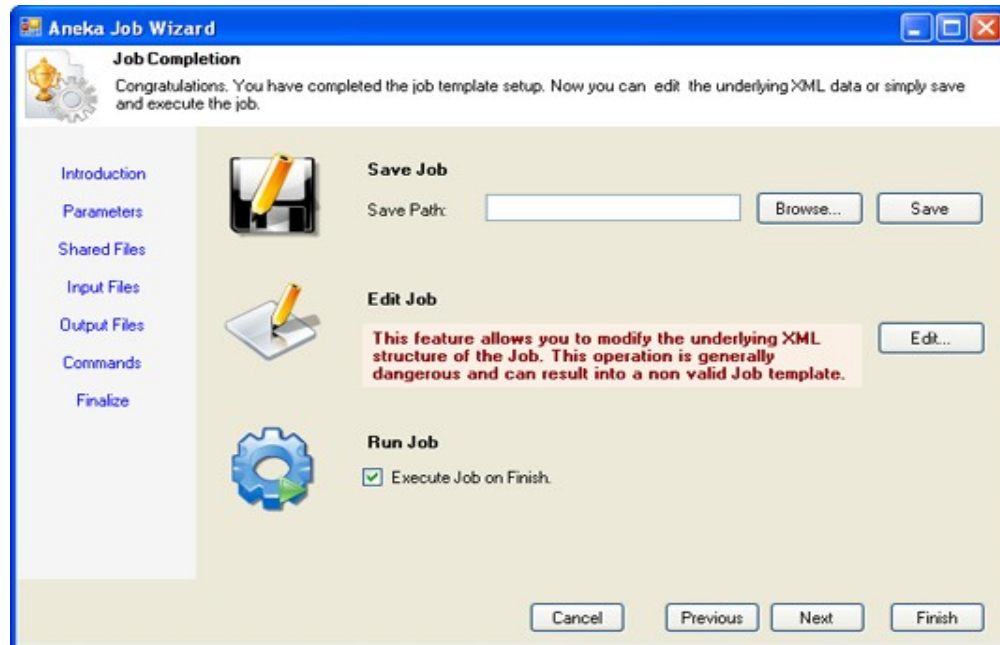 Aneka Job Wizard
Job Completion
Congratulations. You have completed the job template setup. Now you can edit the underlying XML data or simply save
and execute the job.
Introduction
Parameters
Shared Files
Input Files
Output Files
Commands
Finalize
Save Job
Save Path:
Browse...
Save
Edit Job
This feature allows you to modify the underlying XML
structure of the Job. This operation is generally
dangerous and can result into a non valid Job template.
Edit...
Run Job
Execute Job on Finish.
Cancel
Previous
Next
Finish